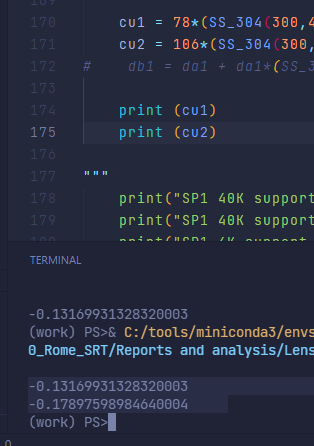 170 cu1 = 78*(SS_304(300,4
171 cu2 = 106*(SS_304(300,
172 # db1 = da1 + da1*(SS_3
173
174 print (cu1)
175 print (cu2)
176
177 """
178 print("SP1 40K support
179 print("SP1 40K support
180 print("SP1 4K support
TERMINAL
-0.13169931328320003
(work) PS>& C:/tools/miniconda3/envs
0_Rome_SRT/Reports and analysis/Lens
-0.13169931328320003
-0.17897598984640004
(work) PS>
0